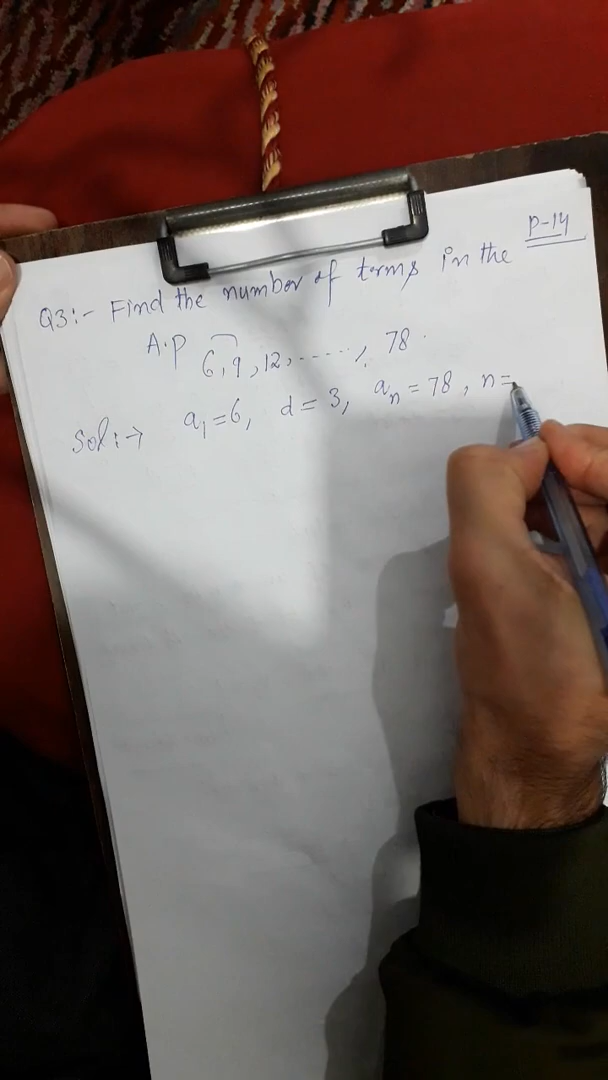 P-14
Q3:- Find the number of terms in the
A.P 6, 9, 12, ....., 78.
Sol:→ a₁=6, d=3, aₙ=78, n=